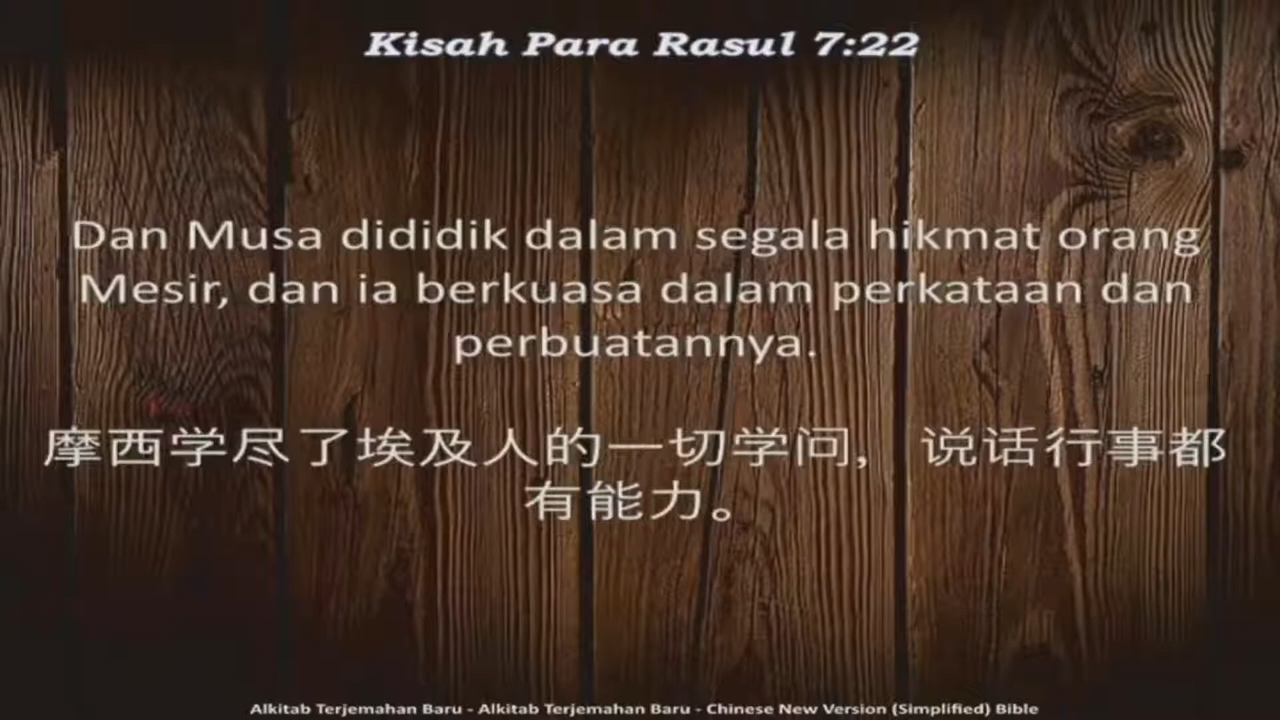 Kisah Para Rasul 7:22
Dan Musa dididik dalam segala hikmat orang
Mesir, dan ia berkuasa dalam perkataan dan
perbuatannya.
摩西学尽了埃及人的一切学问, 说话行事都
有能力。
Alkitab Terjemahan Baru - Alkitab Terjemahan Baru - Chinese New Version (Simplified) Bible